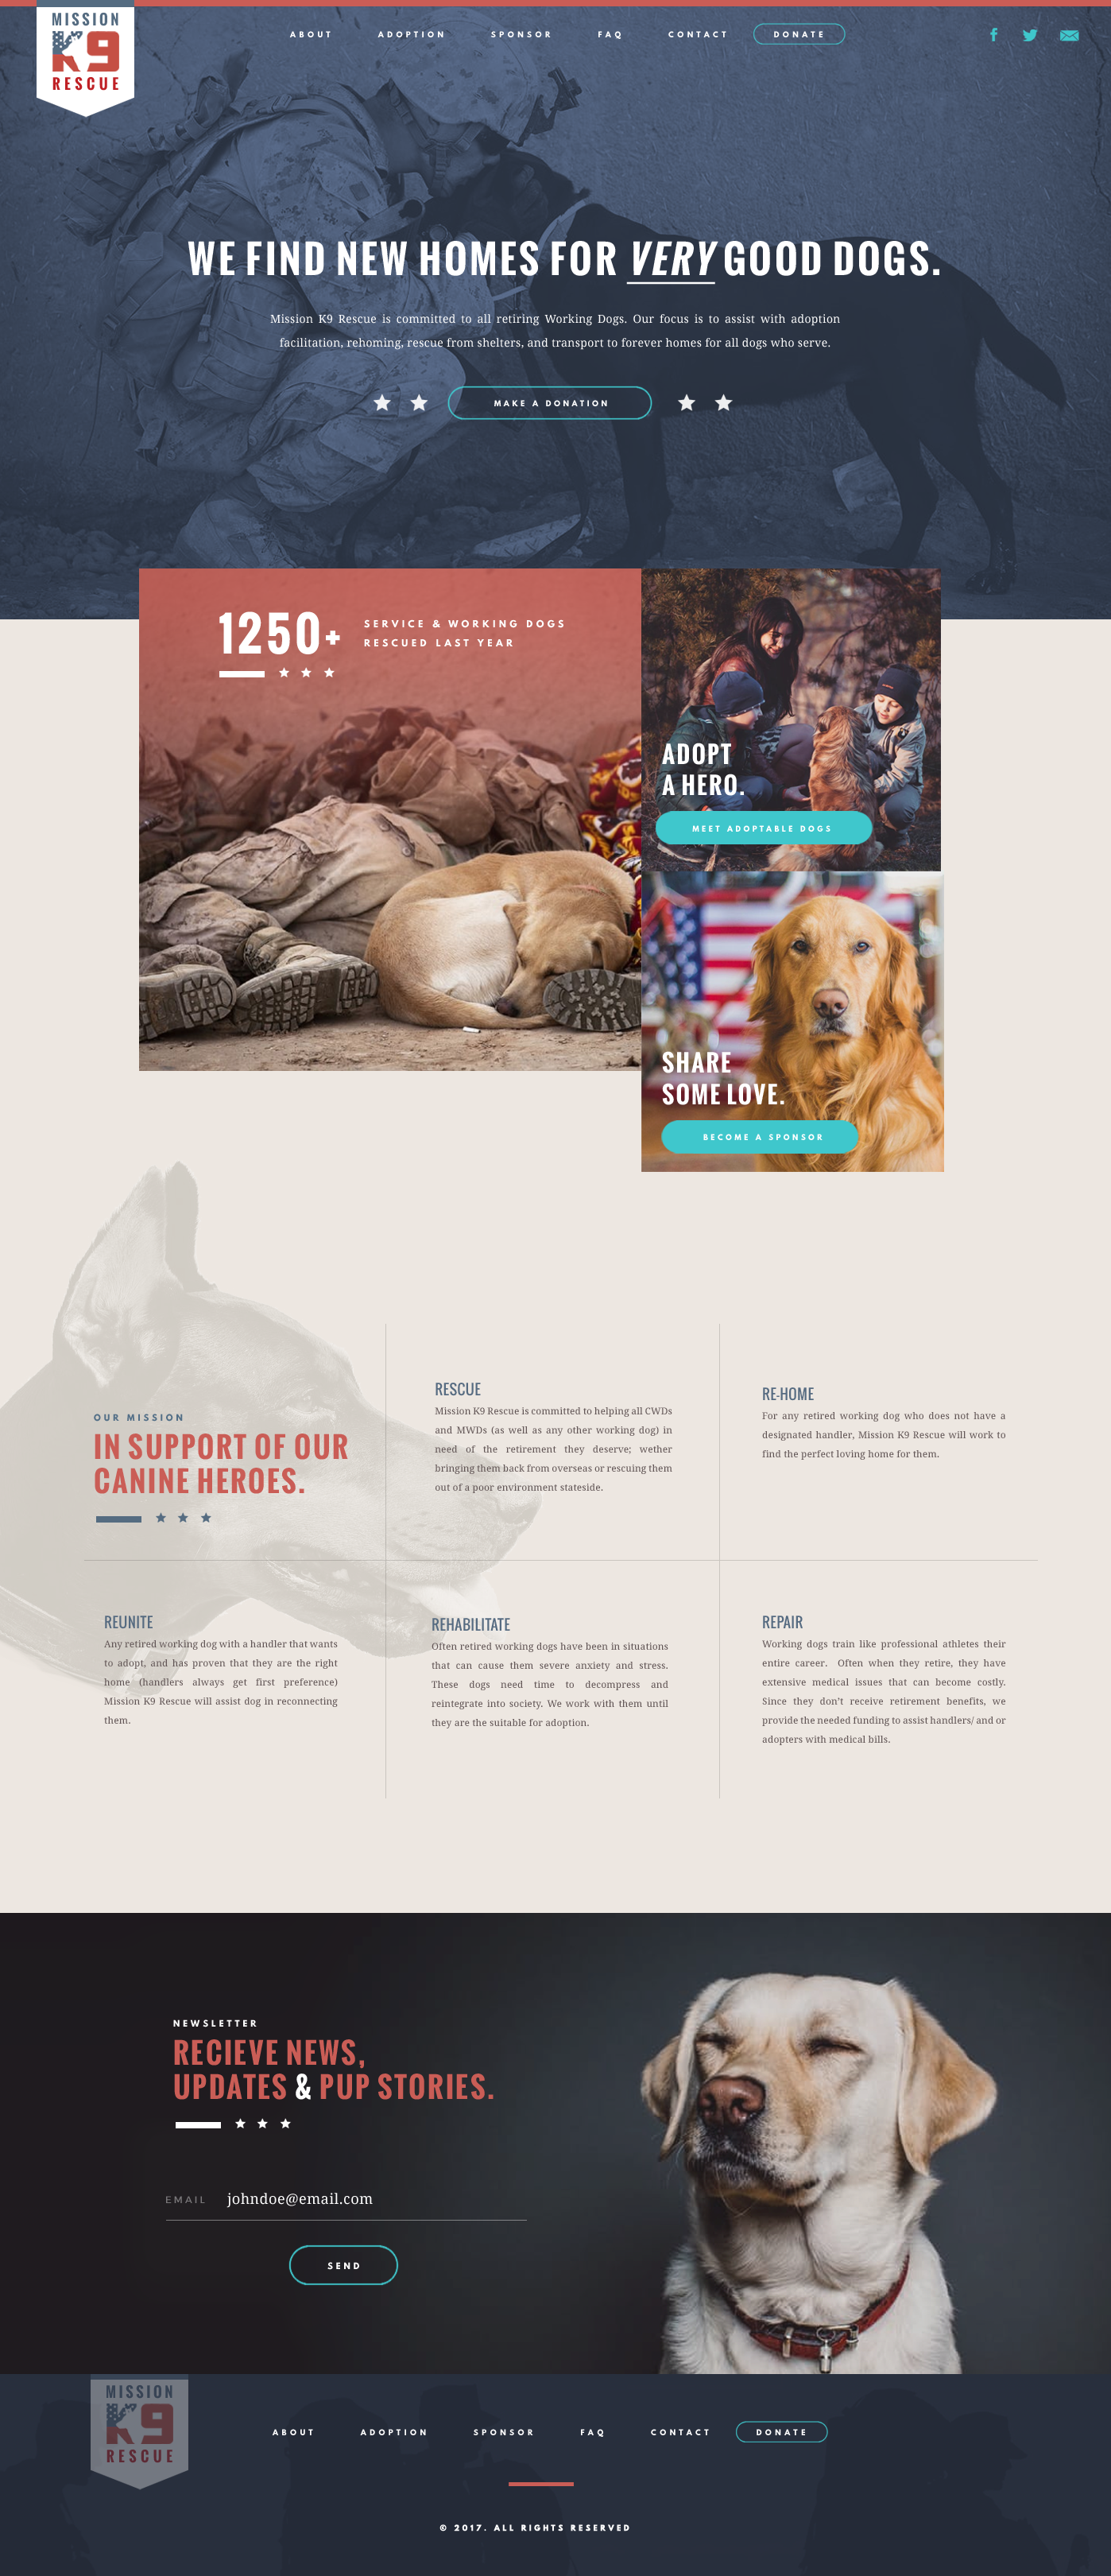 MISSION
K9
RESCUE
ABOUT ADOPTION SPONSOR FAQ CONTACT DONATE
WE FIND NEW HOMES FOR VERY GOOD DOGS.
Mission K9 Rescue is committed to all retiring Working Dogs. Our focus is to assist with adoption
facilitation, rehoming, rescue from shelters, and transport to forever homes for all dogs who serve.
MAKE A DONATION
1250+
SERVICE & WORKING DOGS
RESCUED LAST YEAR
ADOPT
A HERO.
MEET ADOPTABLE DOGS
SHARE
SOME LOVE.
BECOME A SPONSOR
OUR MISSION
IN SUPPORT OF OUR
CANINE HEROES.
RESCUE
Mission K9 Rescue is committed to helping all CWDs
and MWDs (as well as any other working dog) in
need of the retirement they deserve; wether
bringing them back from overseas or rescuing them
out of a poor environment stateside.
RE-HOME
For any retired working dog who does not have a
designated handler, Mission K9 Rescue will work to
find the perfect loving home for them.
REUNITE
Any retired working dog with a handler that wants
to adopt, and has proven that they are the right
home (handlers always get first preference)
Mission K9 Rescue will assist dog in reconnecting
them.
REHABILITATE
Often retired working dogs have been in situations
that can cause them severe anxiety and stress.
These dogs need time to decompress and
reintegrate into society. We work with them until
they are the suitable for adoption.
REPAIR
Working dogs train like professional athletes their
entire career. Often when they retire, they have
extensive medical issues that can become costly.
Since they don't receive retirement benefits, we
provide the needed funding to assist handlers/ and or
adopters with medical bills.
NEWSLETTER
RECIEVE NEWS,
UPDATES & PUP STORIES.
EMAIL johndoe@email.com
SEND
MISSION
K9
RESCUE
ABOUT ADOPTION SPONSOR FAQ CONTACT DONATE
© 2017. ALL RIGHTS RESERVED